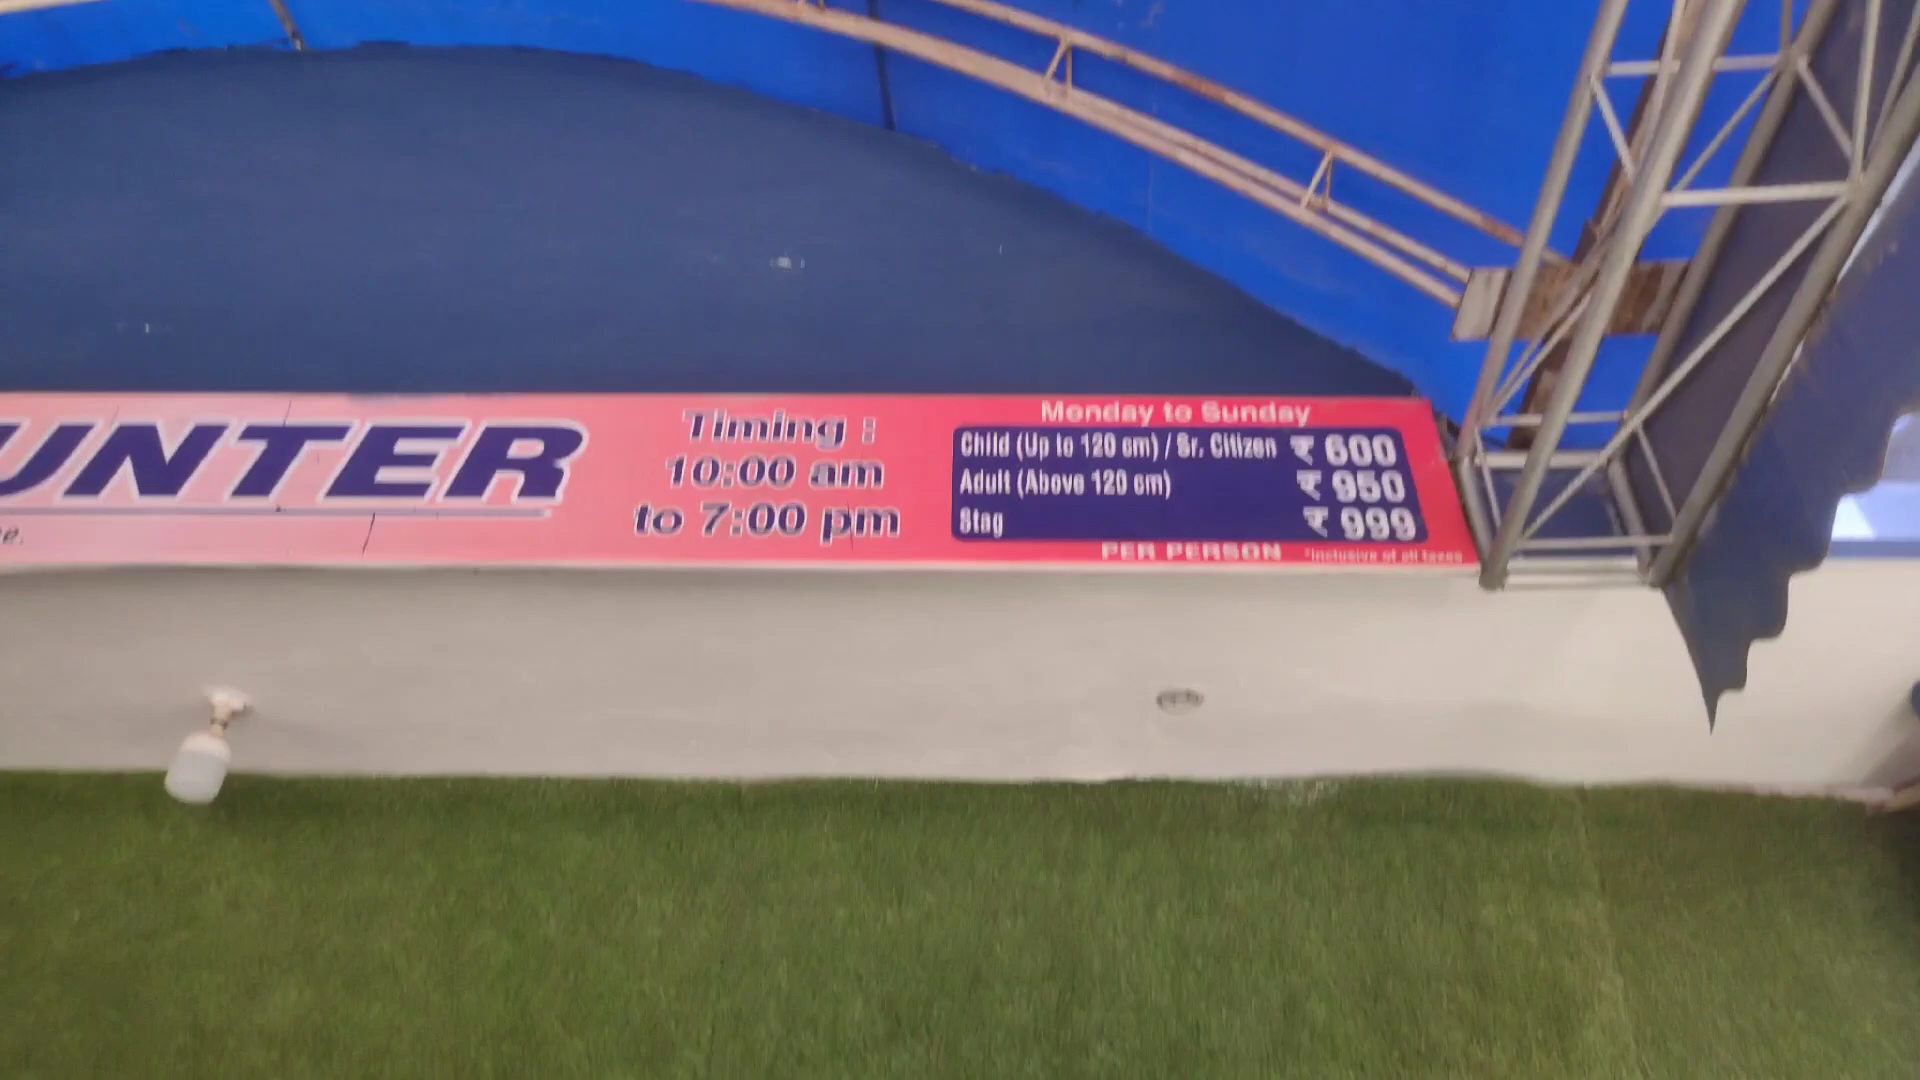 UNTER
Timing :
10:00 am
to 7:00 pm
Monday to Sunday
Child (Up to 120 cm) / Sr. Citizen ₹ 600
Adult (Above 120 cm) ₹ 950
Stag ₹ 999
PER PERSON *Inclusive of all taxes